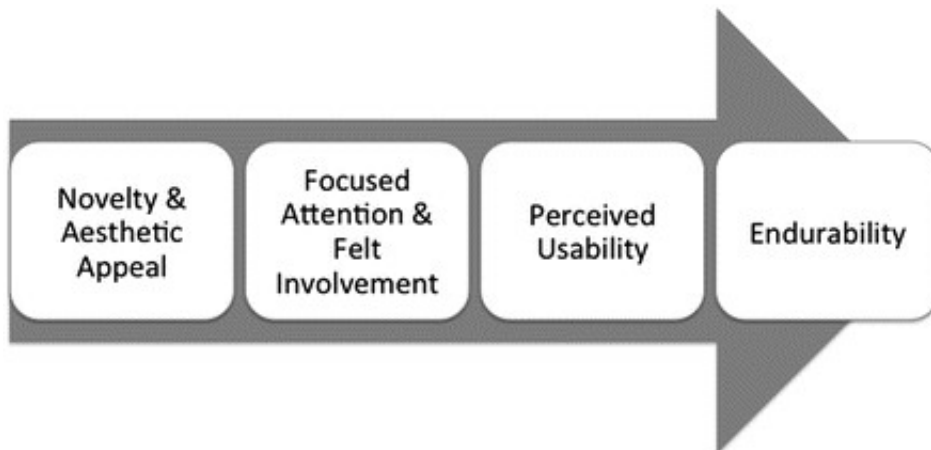 Novelty &
Aesthetic
Appeal
Focused
Attention &
Felt
Involvement
Perceived
Usability
Endurability